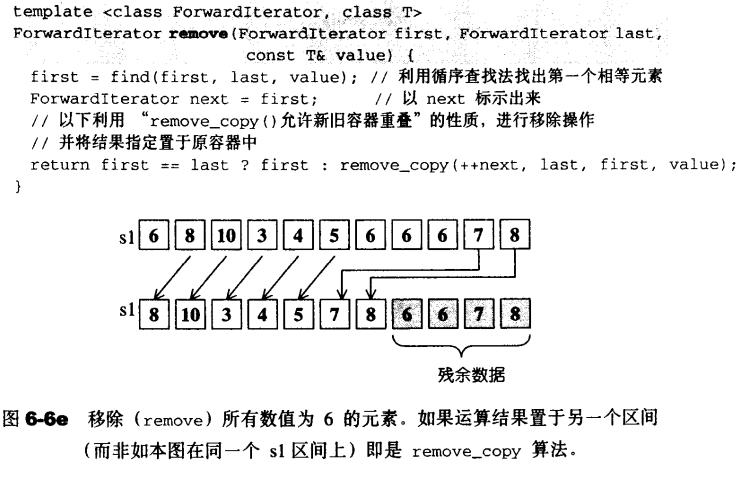 template <class ForwardIterator, class T>
ForwardIterator remove(ForwardIterator first, ForwardIterator last,
const T& value) {
first = find(first, last, value); // 利用循序查找法找出第一个相等元素
ForwardIterator next = first; // 以 next 标示出来
// 以下利用 “remove_copy()允许新旧容器重叠”的性质，进行移除操作
// 并将结果指定置于原容器中
return first == last ? first : remove_copy(++next, last, first, value);
}
s1 6 8 10 3 4 5 6 6 6 7 8
s1 8 10 3 4 5 7 8 6 6 7 8
残余数据
图 6-6e 移除（remove）所有数值为 6 的元素。如果运算结果置于另一个区间
（而非如本图在同一个 s1 区间上）即是 remove_copy 算法。